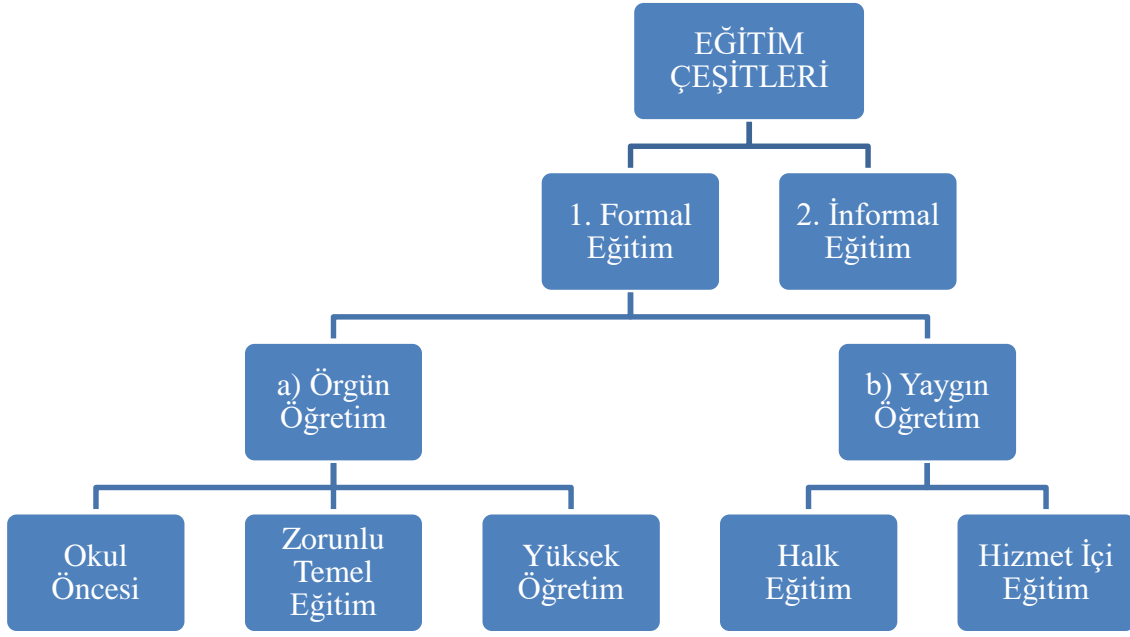 EĞİTİM
ÇEŞİTLERİ
1. Formal
Eğitim
2. İnformal
Eğitim
a) Örgün
Öğretim
b) Yaygın
Öğretim
Okul
Öncesi
Zorunlu
Temel
Eğitim
Yüksek
Öğretim
Halk
Eğitim
Hizmet İçi
Eğitim